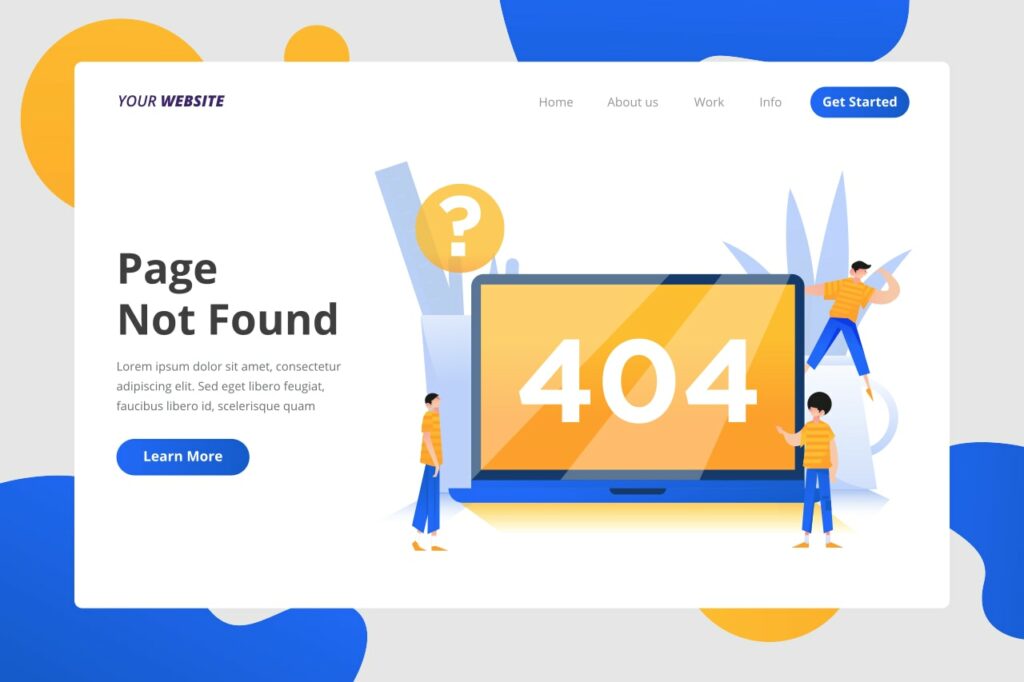 YOUR WEBSITE
Home About us Work Info Get Started
?
Page
Not Found
404
Lorem ipsum dolor sit amet, consectetur
adipiscing elit. Sed eget libero feugiat,
faucibus libero id, scelerisque quam
Learn More